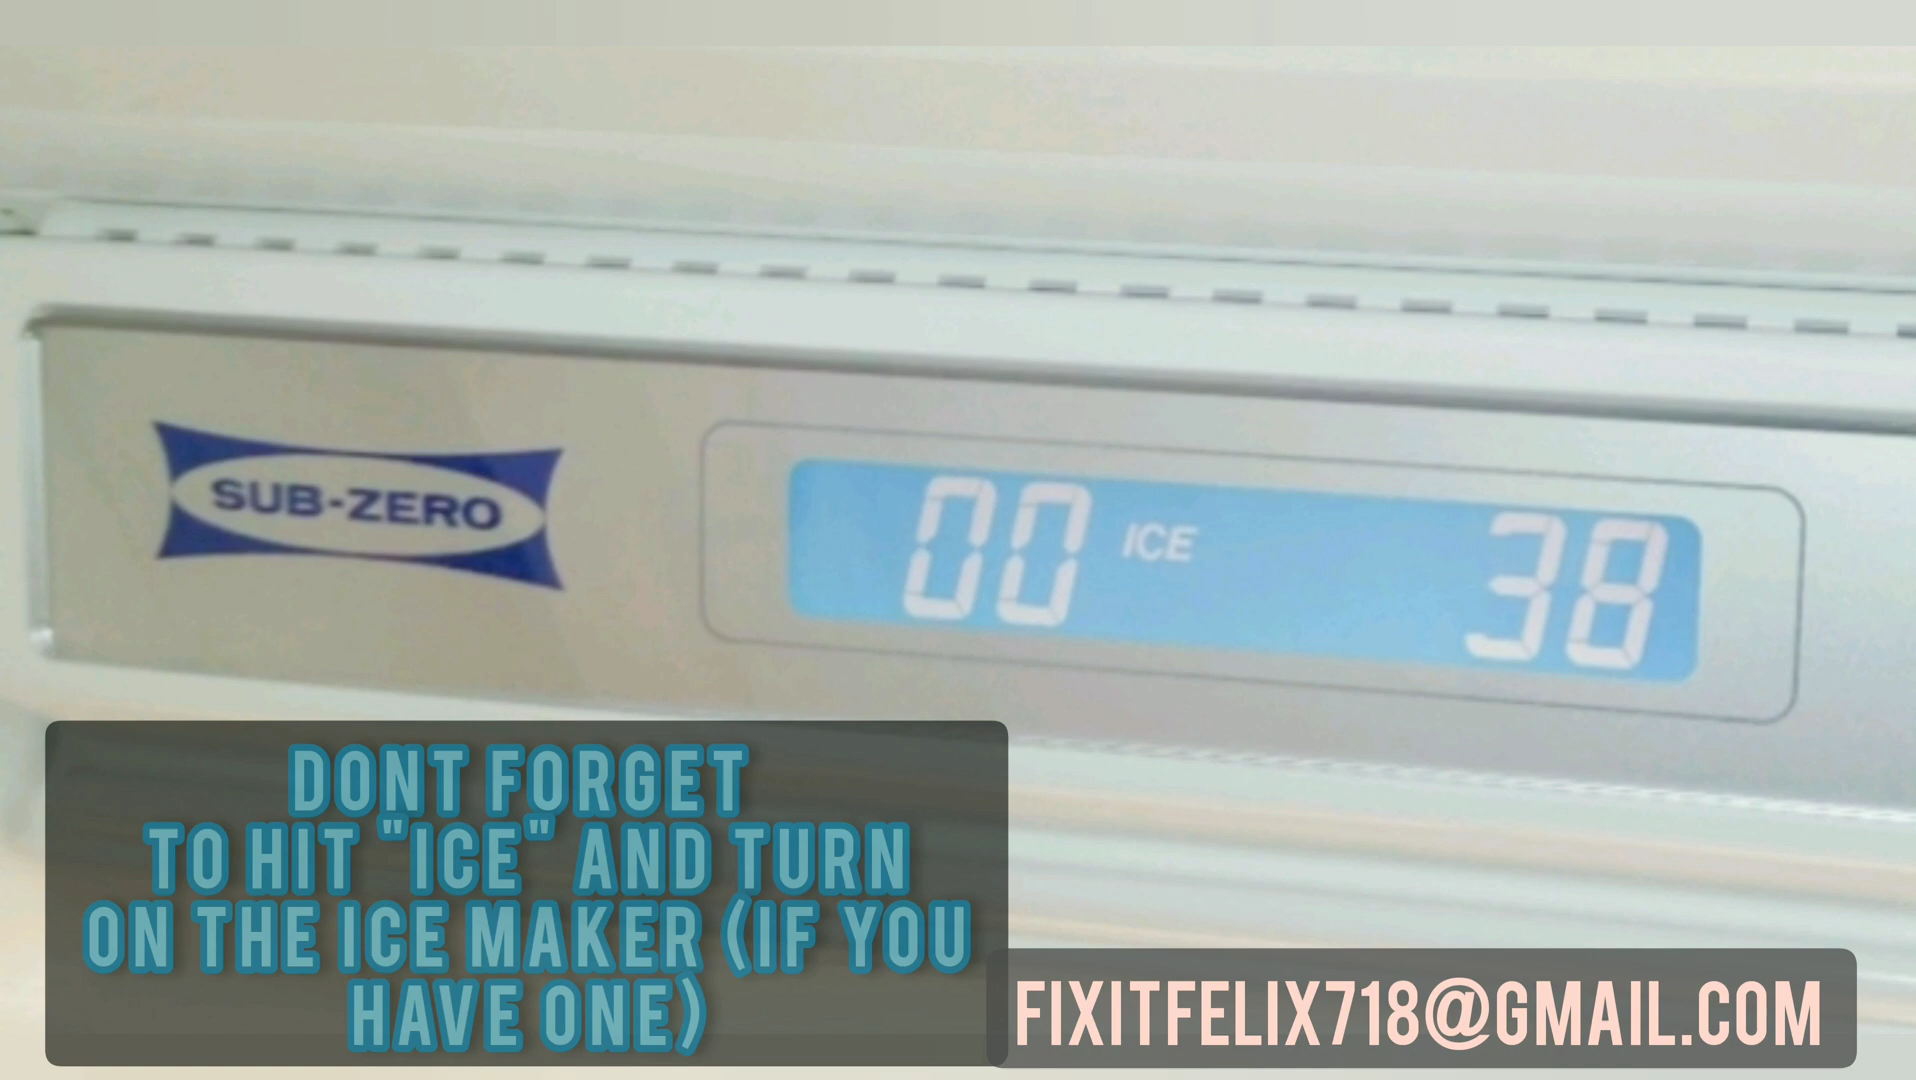 SUB-ZERO
00 ICE 38
DONT FORGET
TO HIT "ICE" AND TURN
ON THE ICE MAKER (IF YOU
HAVE ONE)
FIXITFELIX718@GMAIL.COM